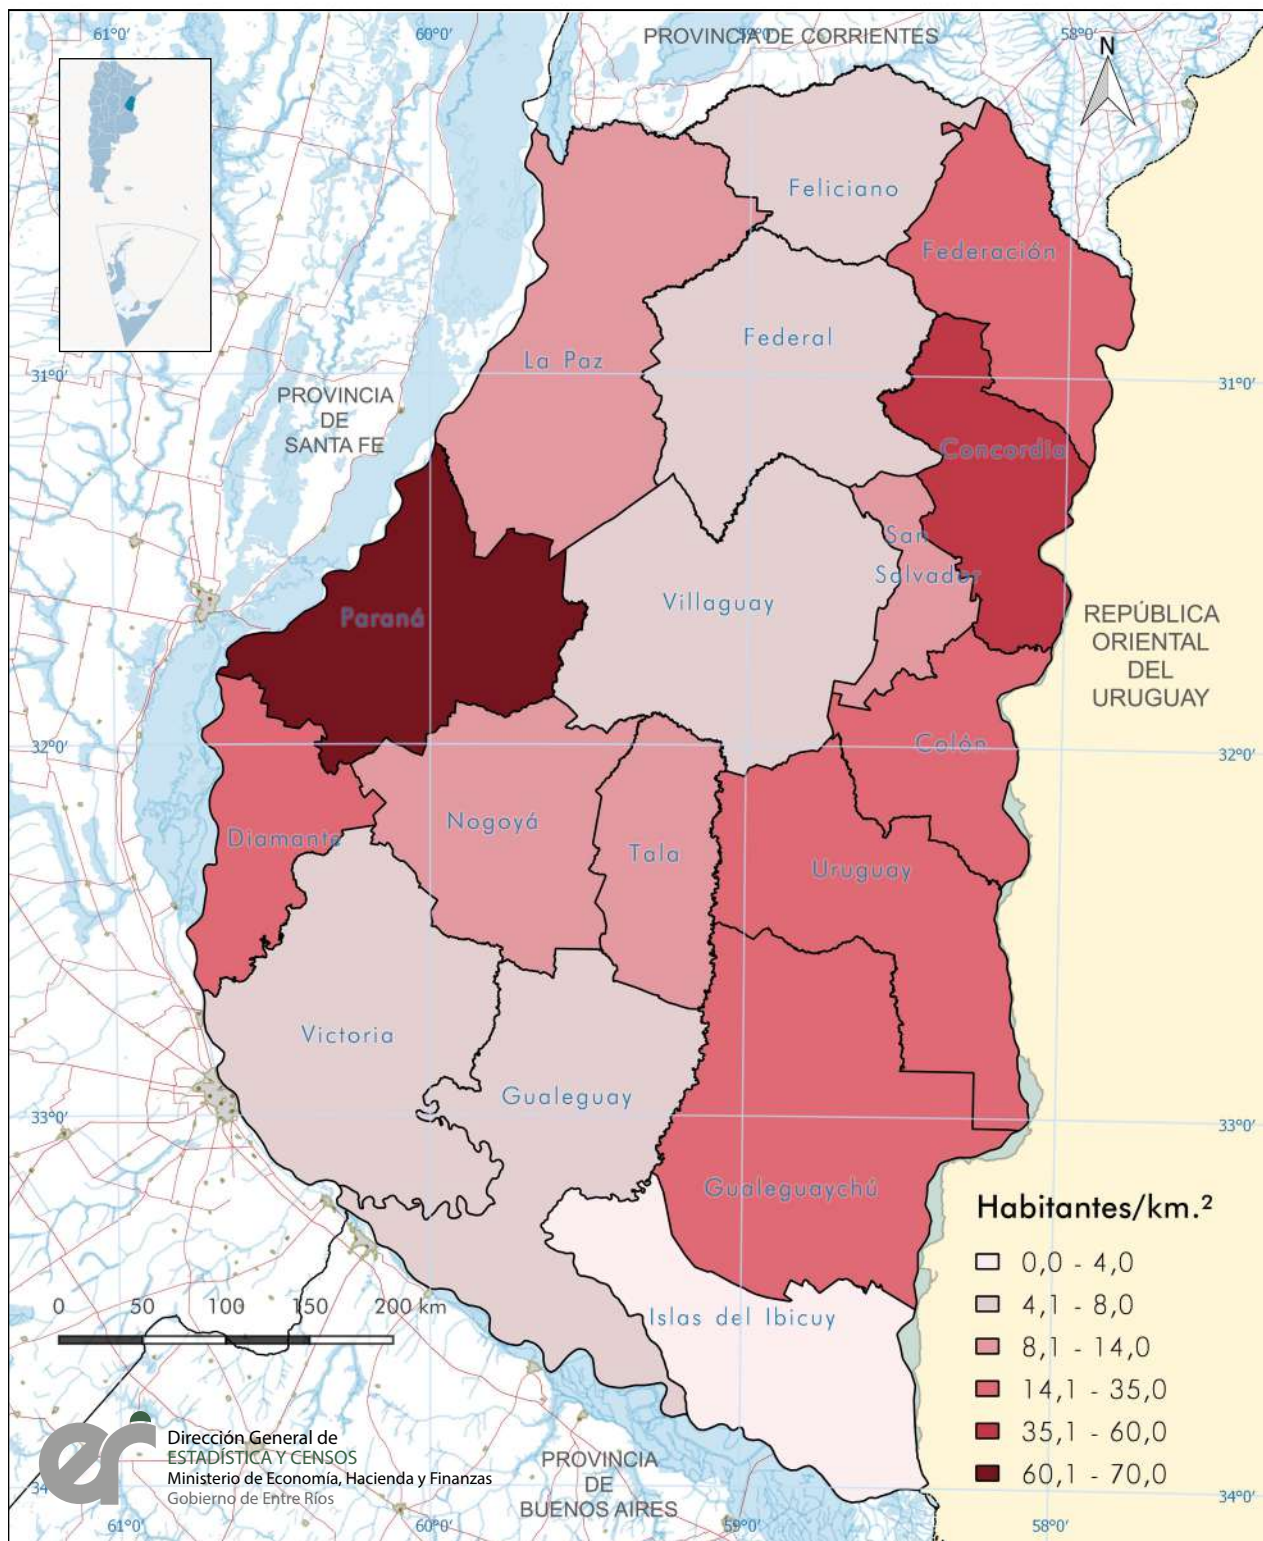 61°0'
60°0'
59°0'
58°0'
PROVINCIA DE CORRIENTES
N
Feliciano
Federación
Federal
La Paz
31°0'
31°0'
PROVINCIA
DE
SANTA FE
Concordia
San
Salvador
Villaguay
Paraná
REPÚBLICA
ORIENTAL
DEL
URUGUAY
32°0'
32°0'
Colón
Nogoyá
Diamante
Tala
Uruguay
Victoria
Gualeguay
33°0'
33°0'
Gualeguaychú
Habitantes/km.²
0,0 - 4,0
4,1 - 8,0
8,1 - 14,0
14,1 - 35,0
35,1 - 60,0
60,1 - 70,0
0 50 100 150 200 km
Islas del Ibicuy
er
Dirección General de
ESTADÍSTICA Y CENSOS
Ministerio de Economía, Hacienda y Finanzas
Gobierno de Entre Ríos
PROVINCIA
DE
BUENOS AIRES
34°0'
34°0'
61°0'
60°0'
59°0'
58°0'